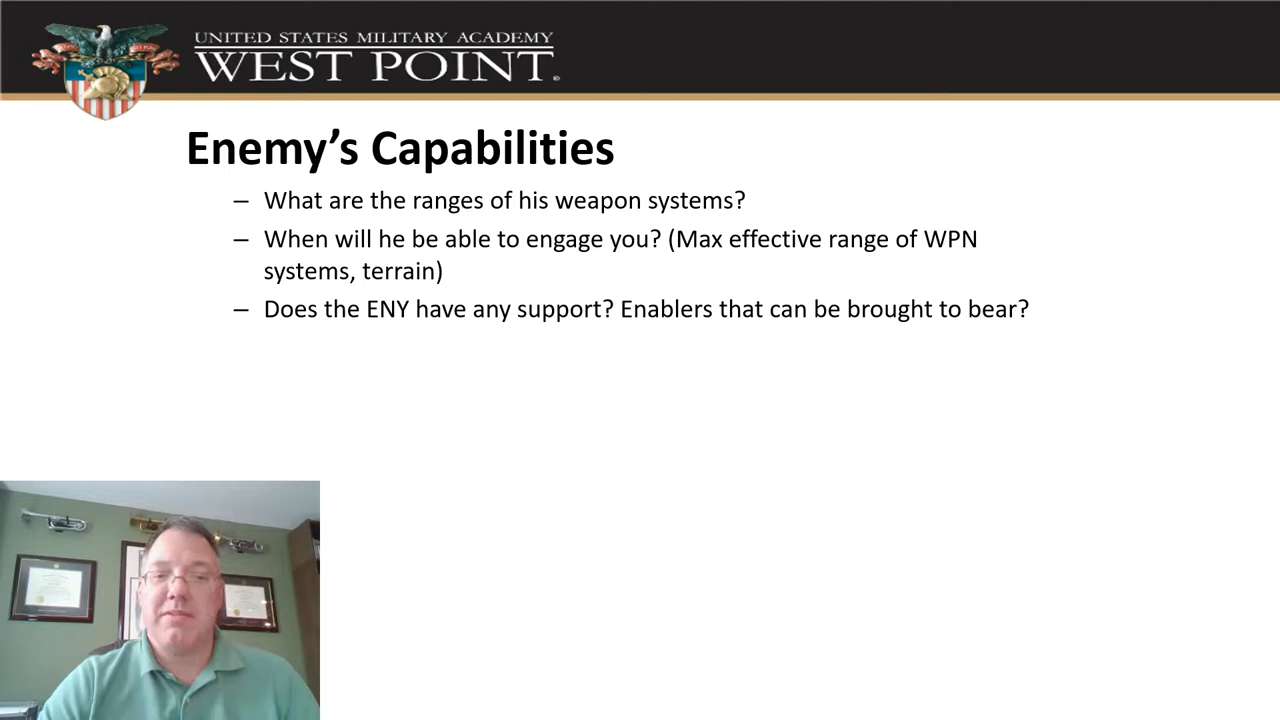 UNITED STATES MILITARY ACADEMY
WEST POINT.
Enemy’s Capabilities
– What are the ranges of his weapon systems?
– When will he be able to engage you? (Max effective range of WPN
systems, terrain)
– Does the ENY have any support? Enablers that can be brought to bear?